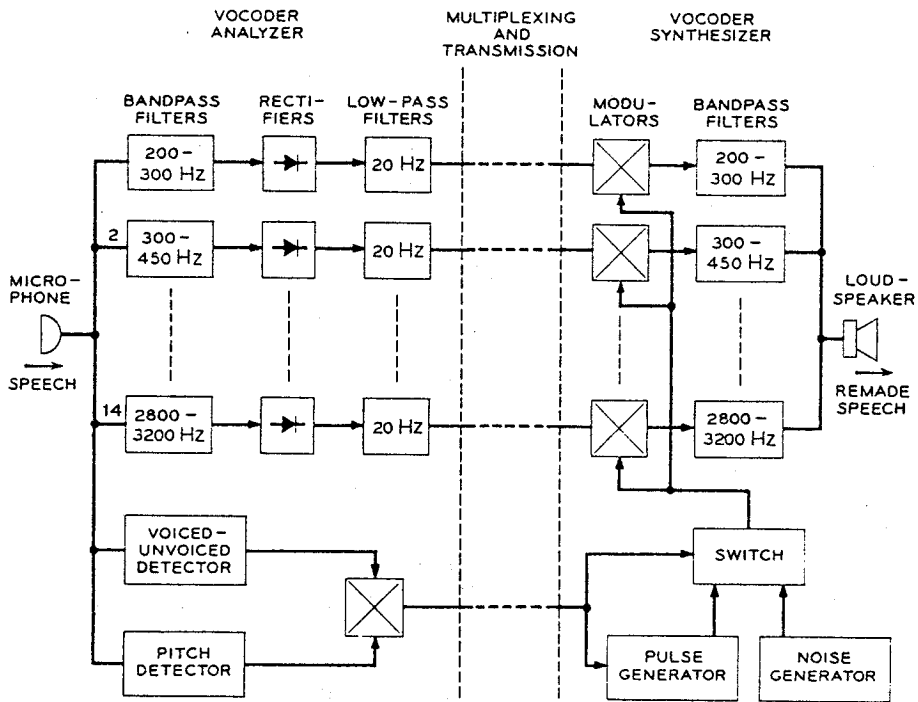 VOCODER
ANALYZER
MULTIPLEXING
AND
TRANSMISSION
VOCODER
SYNTHESIZER
BANDPASS
FILTERS
RECTI-
FIERS
LOW-PASS
FILTERS
MODU-
LATORS
BANDPASS
FILTERS
200-
300 Hz
20 Hz
200-
300 Hz
2
300-
450 Hz
20 Hz
300-
450 Hz
MICRO-
PHONE
SPEECH
LOUD-
SPEAKER
REMADE
SPEECH
14
2800-
3200 Hz
20 Hz
2800-
3200 Hz
VOICED-
UNVOICED
DETECTOR
SWITCH
PITCH
DETECTOR
PULSE
GENERATOR
NOISE
GENERATOR